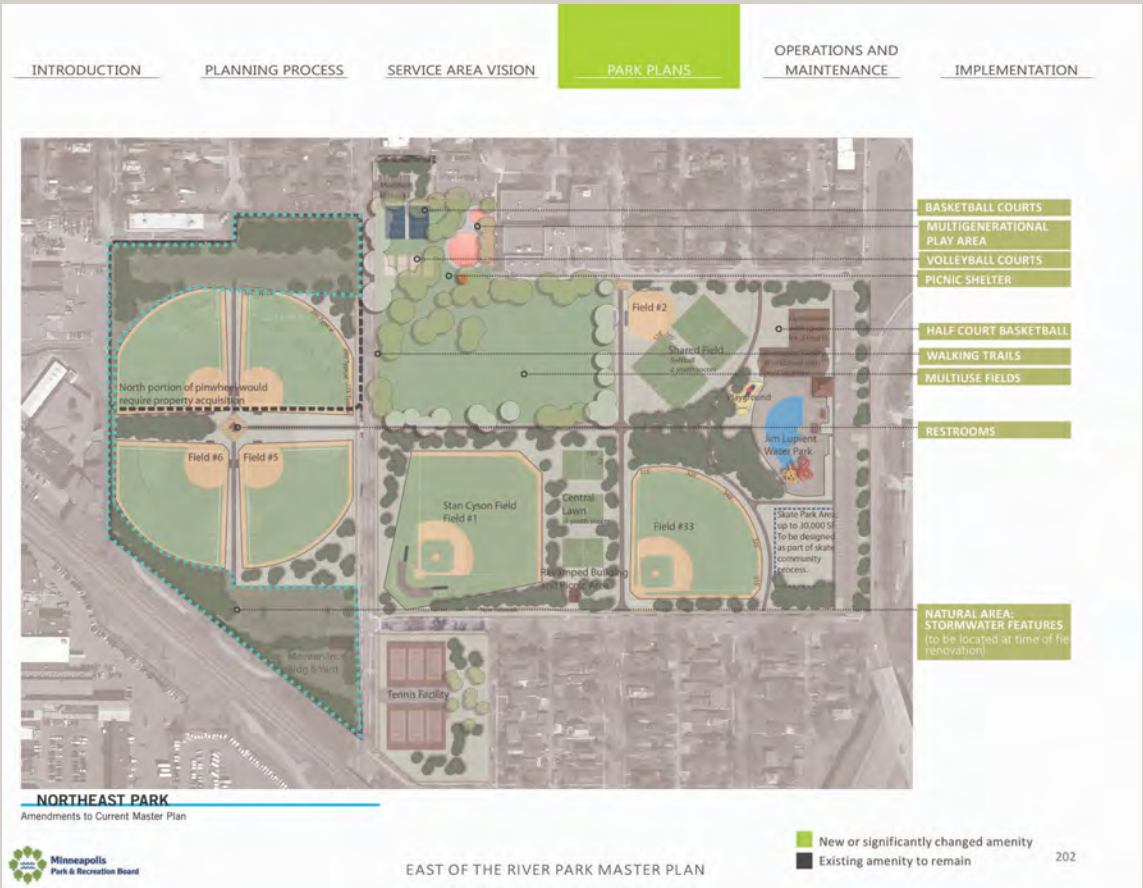 INTRODUCTION
PLANNING PROCESS
SERVICE AREA VISION
PARK PLANS
OPERATIONS AND
MAINTENANCE
IMPLEMENTATION
BASKETBALL COURTS
MULTIGENERATIONAL
PLAY AREA
VOLLEYBALL COURTS
PICNIC SHELTER
HALF COURT BASKETBALL
WALKING TRAILS
MULTIUSE FIELDS
RESTROOMS
NATURAL AREA:
STORMWATER FEATURES
(to be located at time of fie
renovation)
Field #2
Shared Field
Playground
North portion of pinwheel would
require property acquisition
Jim Lupient
Water Park
Field #6
Field #5
Stan Cyson Field
Field #1
Central
Lawn
Field #33
Skate Park Area
up to 30,000 SF
To be designed
as part of skate
community
process.
Revamped Building
and Picnic Area
Maintenance
Bldg & Yard
Tennis Facility
NORTHEAST PARK
Amendments to Current Master Plan
Minneapolis
Park & Recreation Board
EAST OF THE RIVER PARK MASTER PLAN
New or significantly changed amenity
Existing amenity to remain
202